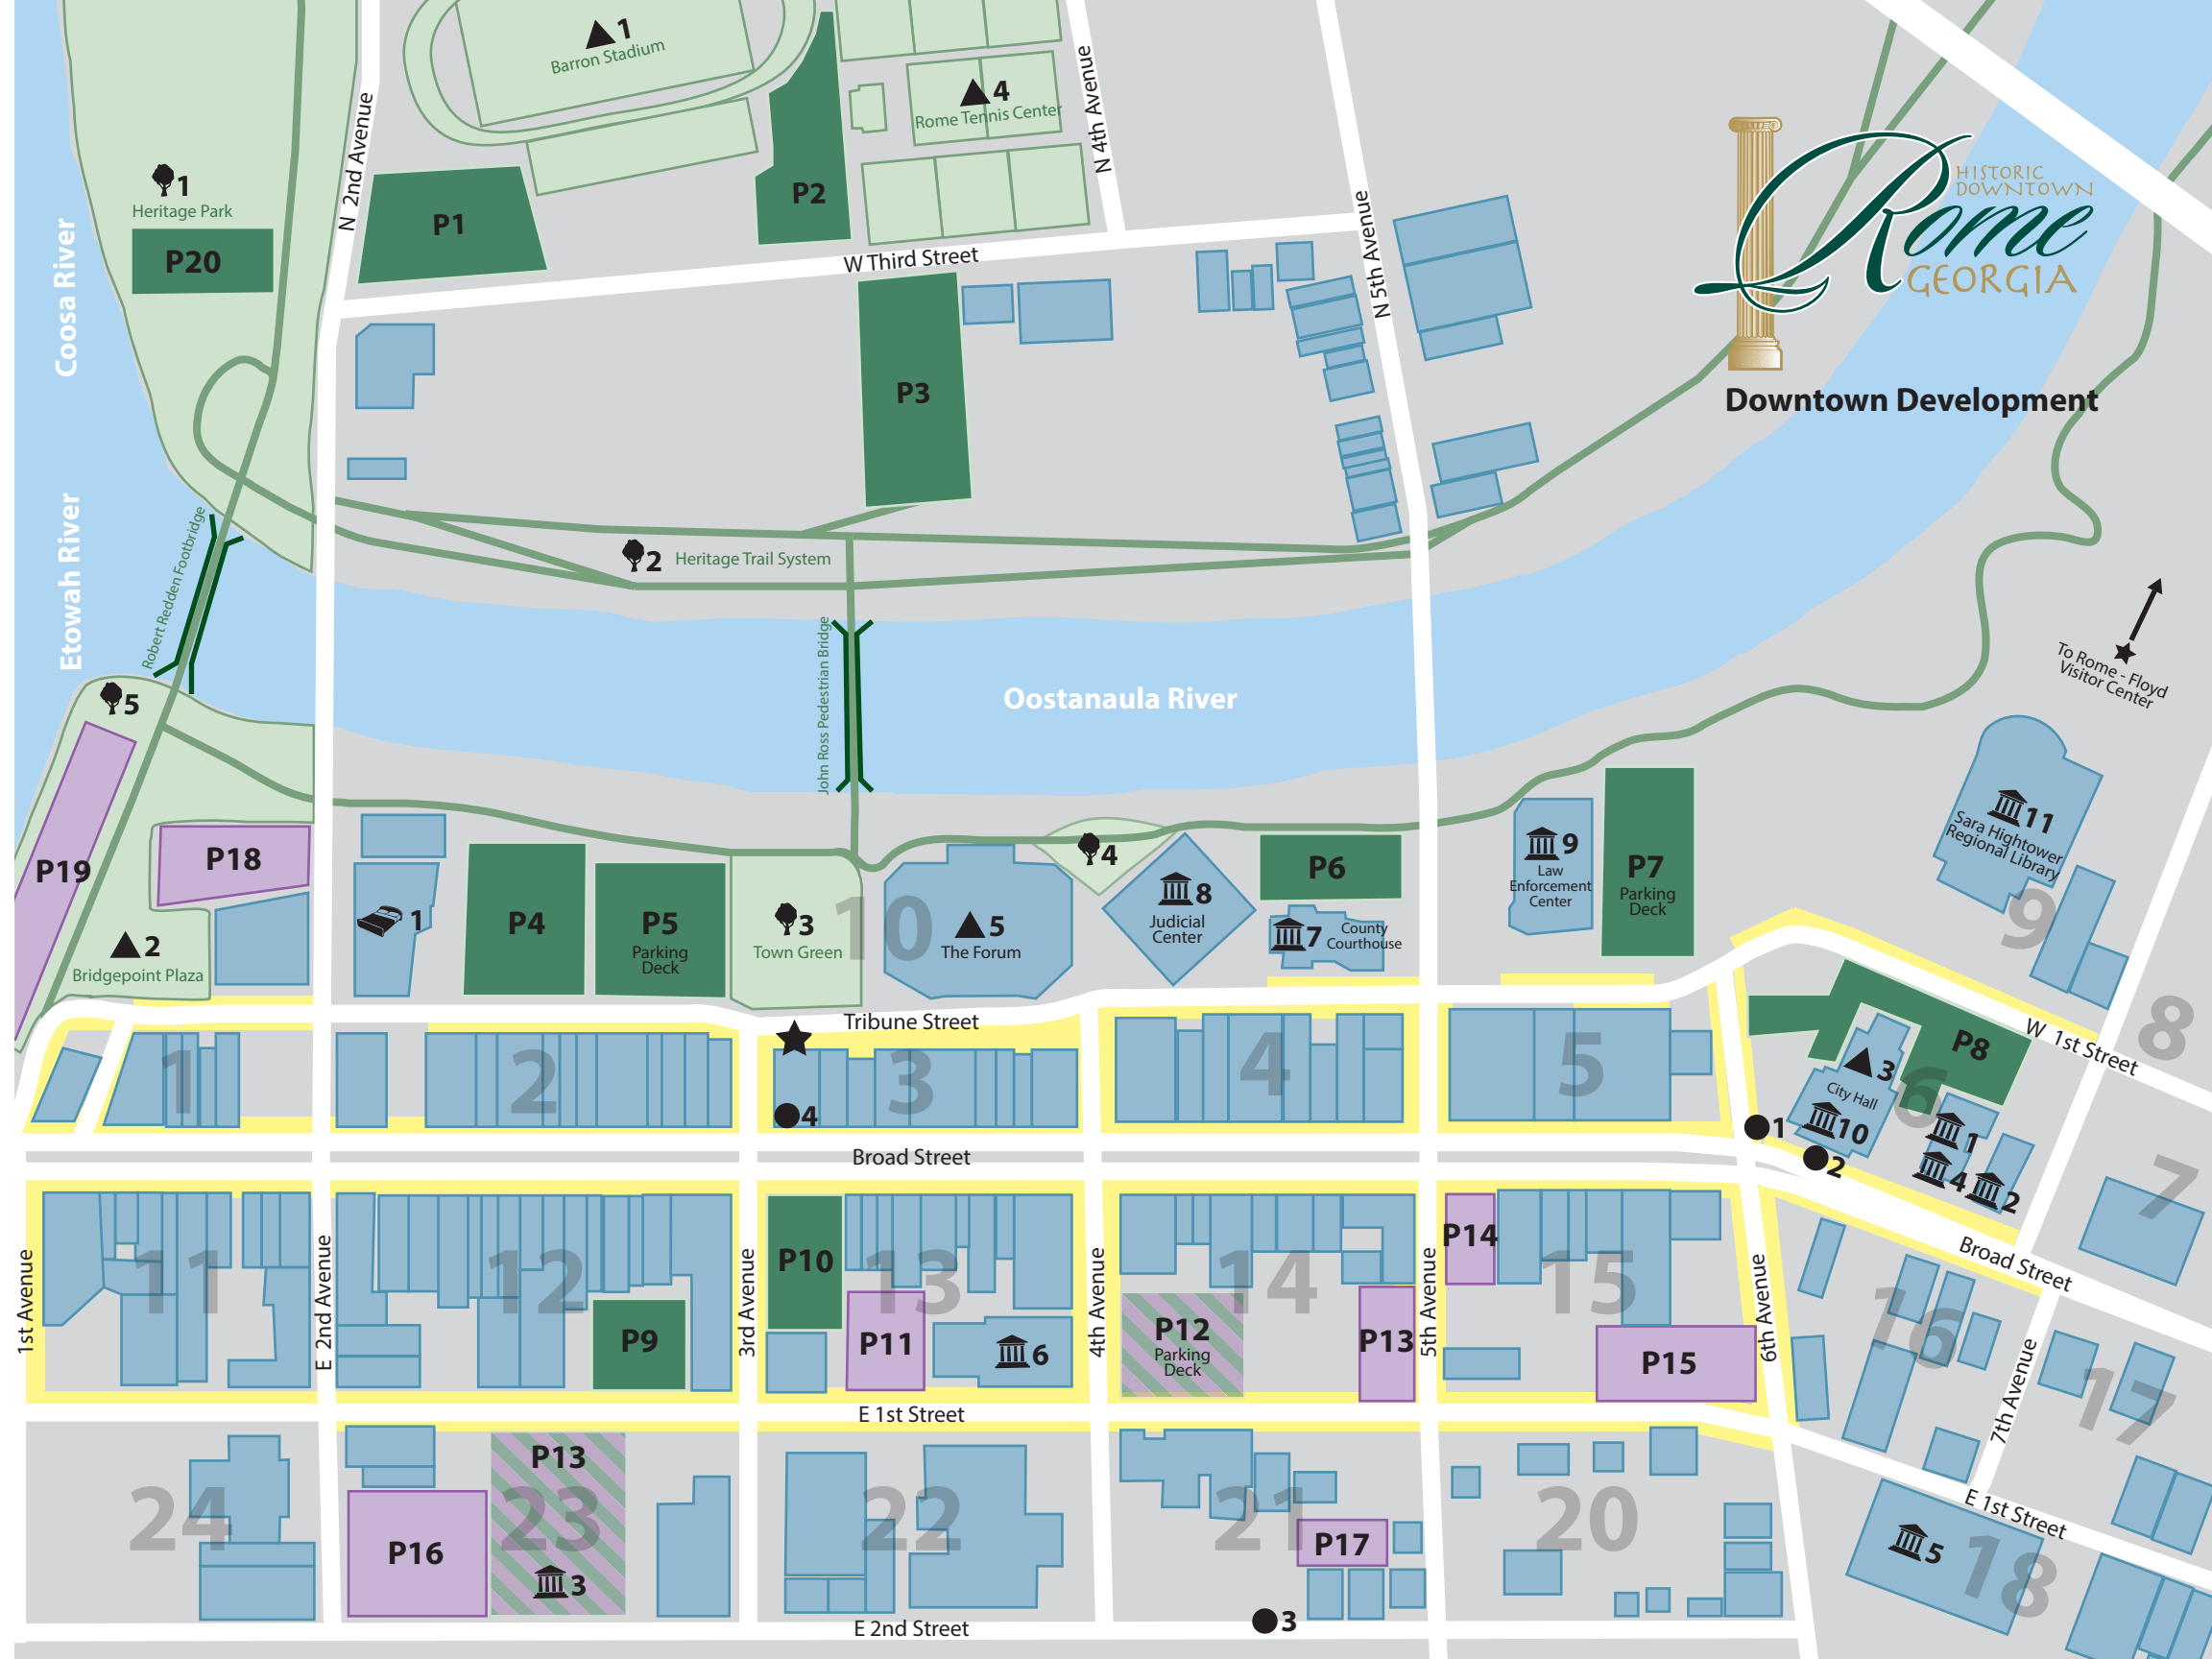 1
Barron Stadium
4
Rome Tennis Center
N 4th Avenue
N 2nd Avenue
P2
P1
1
Heritage Park
P20
Coosa River
W Third Street
N 5th Avenue
P3
HISTORIC
DOWNTOWN
Rome
GEORGIA
Downtown Development
Etowah River
Robert Redden Footbridge
2 Heritage Trail System
John Ross Pedestrian Bridge
Oostanaula River
To Rome - Floyd
Visitor Center
5
P19
P18
2
Bridgepoint Plaza
1
P4
P5
Parking
Deck
3
Town Green
10
5
The Forum
4
8
Judicial
Center
P6
7
County
Courthouse
9
Law
Enforcement
Center
P7
Parking
Deck
11
Sara Hightower
Regional Library
9
8
W 1st Street
P8
3
City Hall
10
6
1
4
2
7
Tribune Street
1
2
3
4
5
4
1
2
Broad Street
Broad Street
1st Avenue
11
E 2nd Avenue
12
P9
3rd Avenue
P10
13
P11
6
4th Avenue
14
P12
Parking
Deck
P13
5th Avenue
P14
15
P15
6th Avenue
16
7th Avenue
17
E 1st Street
E 1st Street
24
P16
P13
23
3
22
21
P17
20
5
18
3
E 2nd Street